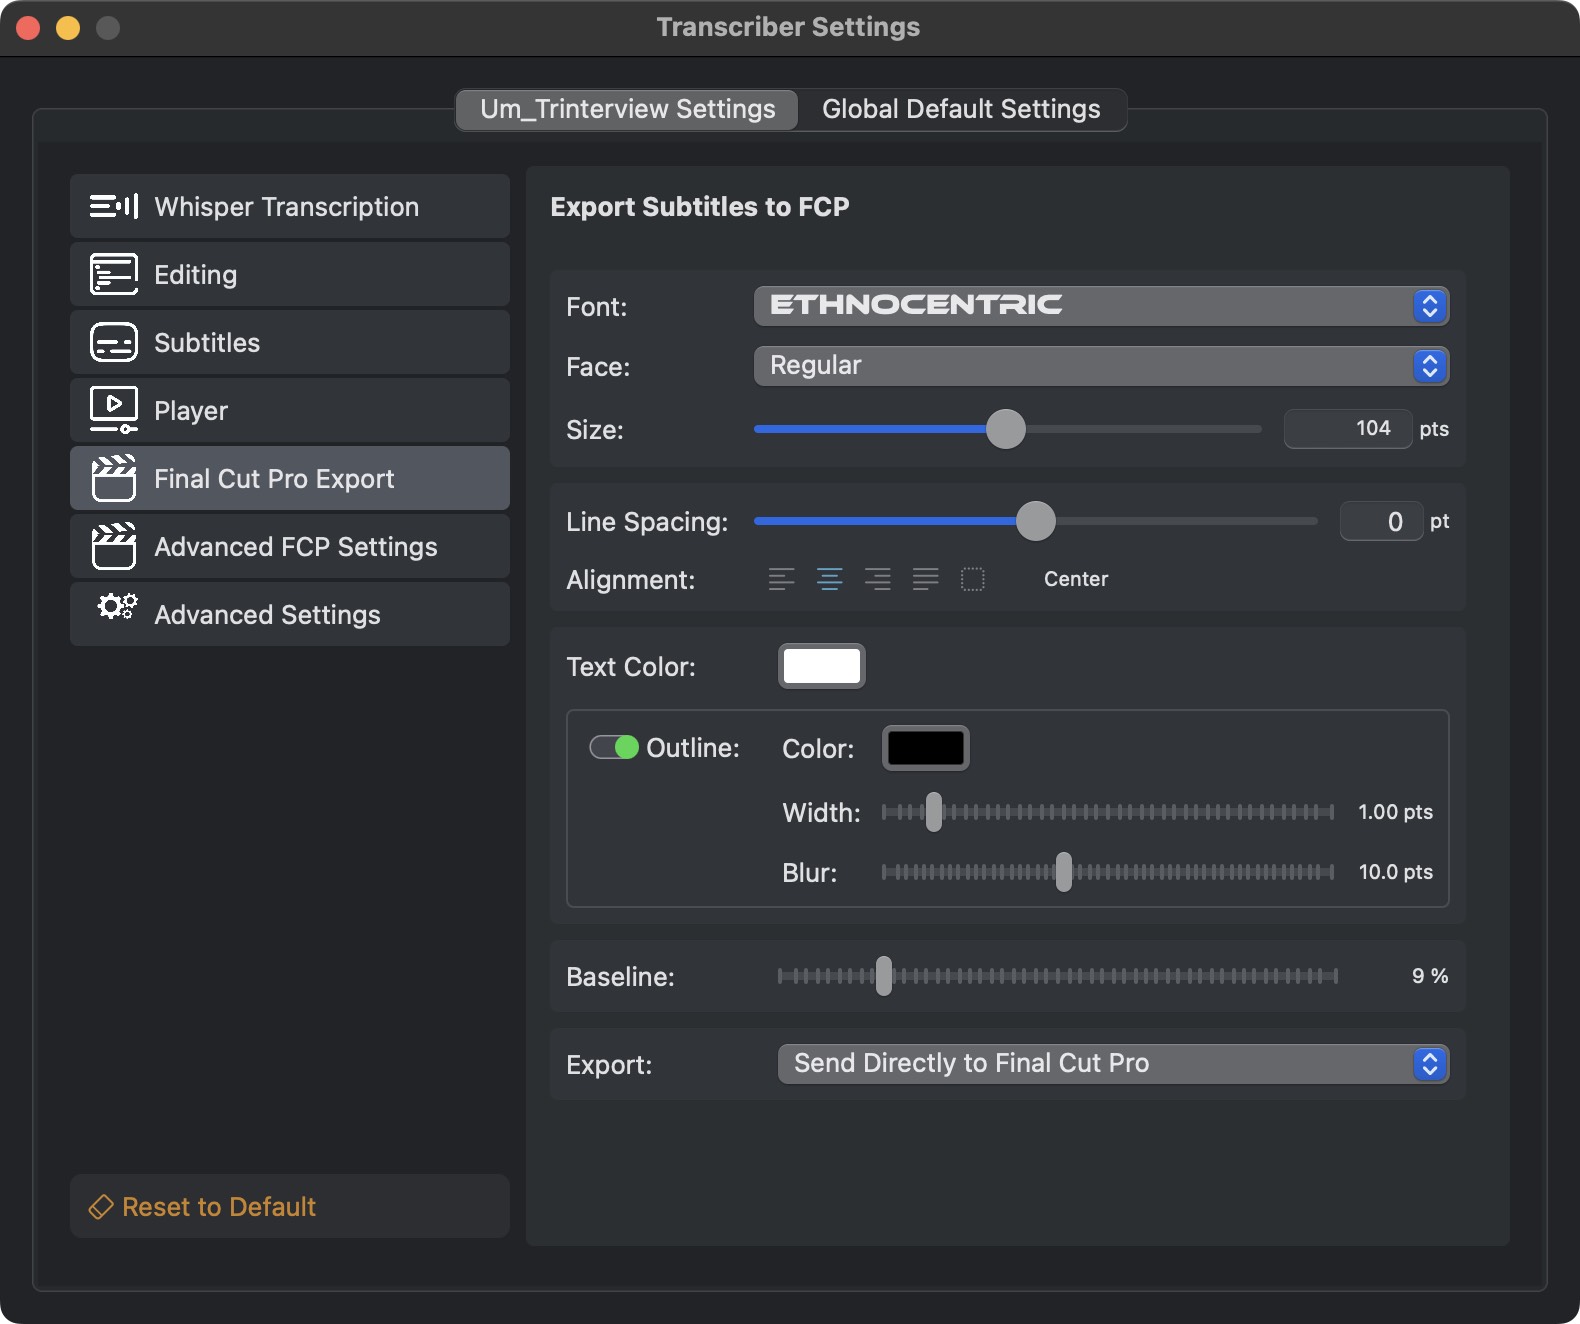 Transcriber Settings
Um_Trinterview Settings
Global Default Settings
Whisper Transcription
Editing
Subtitles
Player
Final Cut Pro Export
Advanced FCP Settings
Advanced Settings
Reset to Default
Export Subtitles to FCP
Font: ETHNOCENTRIC
Face: Regular
Size: 104 pts
Line Spacing: 0 pt
Alignment: Center
Text Color:
Outline: Color:
Width: 1.00 pts
Blur: 10.0 pts
Baseline: 9 %
Export: Send Directly to Final Cut Pro